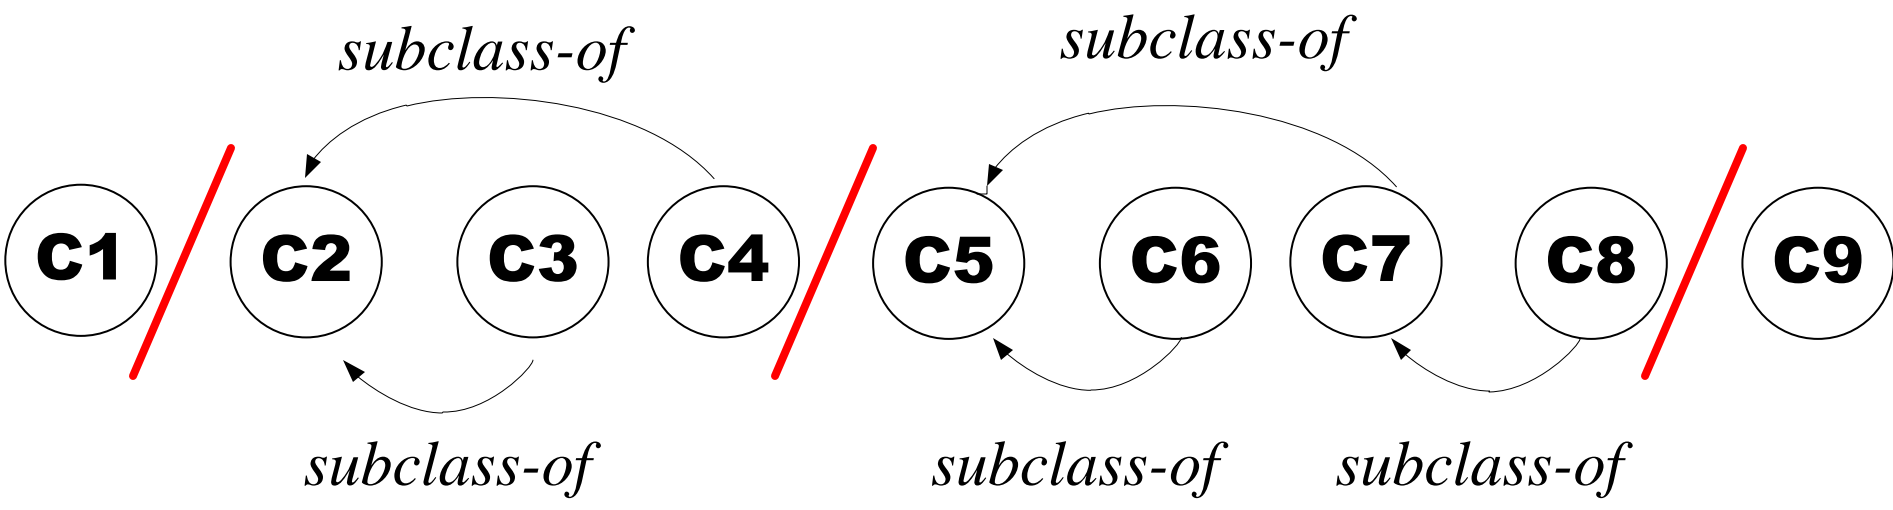 subclass-of subclass-of
C1 C2 C3 C4 C5 C6 C7 C8 C9
subclass-of subclass-of subclass-of